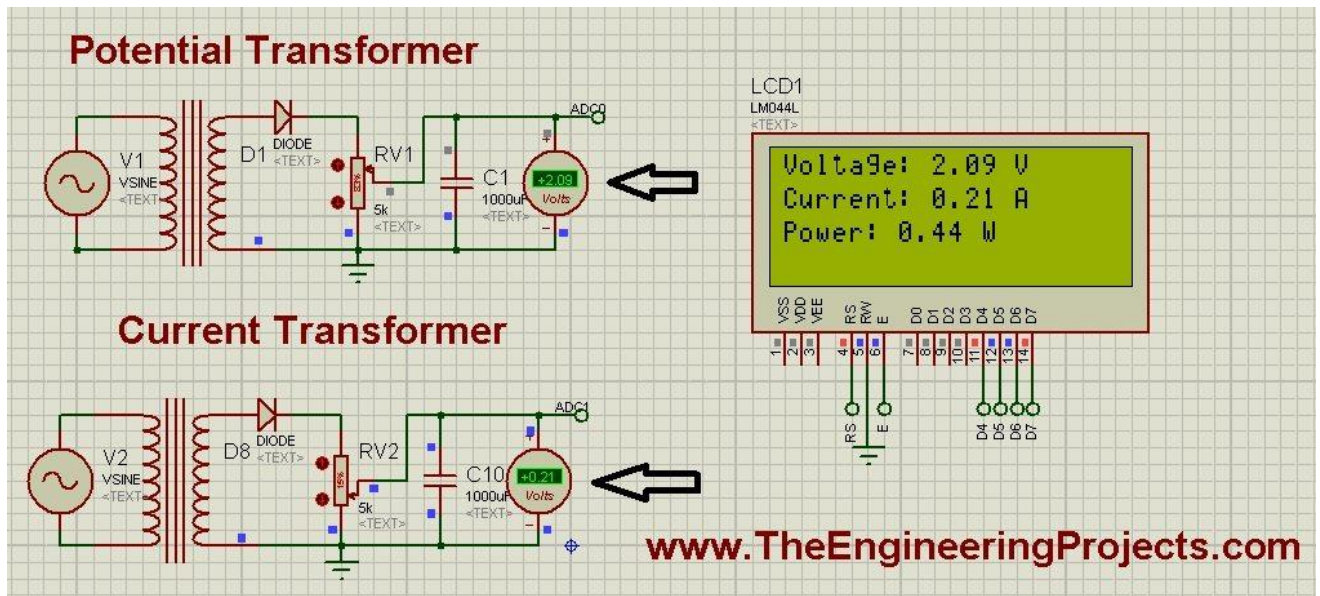 Potential Transformer
V1
VSINE
<TEXT>
D1
DIODE
<TEXT>
RV1
5k
<TEXT>
C1
1000uF
<TEXT>
+2.09
Volts
ADC0
LCD1
LM044L
<TEXT>
Voltage: 2.09 V
Current: 0.21 A
Power: 0.44 W
VSS VDD VEE RS RW E D0 D1 D2 D3 D4 D5 D6 D7
1 2 3 4 5 6 7 8 9 10 11 12 13 14
RS E D4 D5 D6 D7
Current Transformer
V2
VSINE
<TEXT>
D8
DIODE
<TEXT>
RV2
15%
5k
<TEXT>
C10
1000uF
<TEXT>
+0.21
Volts
ADC1
www.TheEngineeringProjects.com